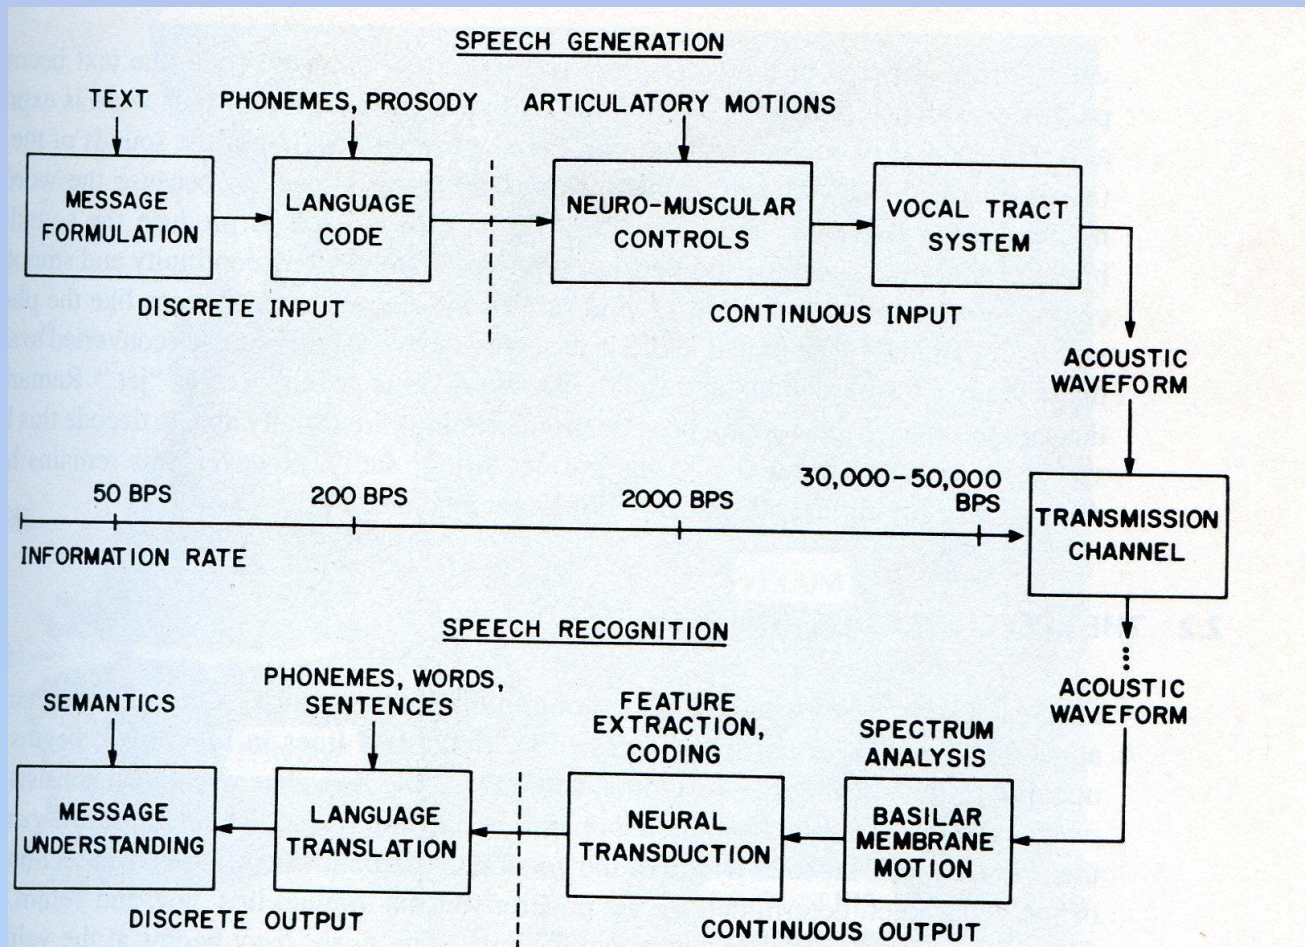 SPEECH GENERATION
TEXT
PHONEMES, PROSODY
ARTICULATORY MOTIONS
MESSAGE
FORMULATION
LANGUAGE
CODE
NEURO-MUSCULAR
CONTROLS
VOCAL TRACT
SYSTEM
DISCRETE INPUT
CONTINUOUS INPUT
ACOUSTIC
WAVEFORM
50 BPS
200 BPS
2000 BPS
30,000-50,000
BPS
INFORMATION RATE
TRANSMISSION
CHANNEL
SPEECH RECOGNITION
ACOUSTIC
WAVEFORM
SEMANTICS
PHONEMES, WORDS,
SENTENCES
FEATURE
EXTRACTION,
CODING
SPECTRUM
ANALYSIS
MESSAGE
UNDERSTANDING
LANGUAGE
TRANSLATION
NEURAL
TRANSDUCTION
BASILAR
MEMBRANE
MOTION
DISCRETE OUTPUT
CONTINUOUS OUTPUT